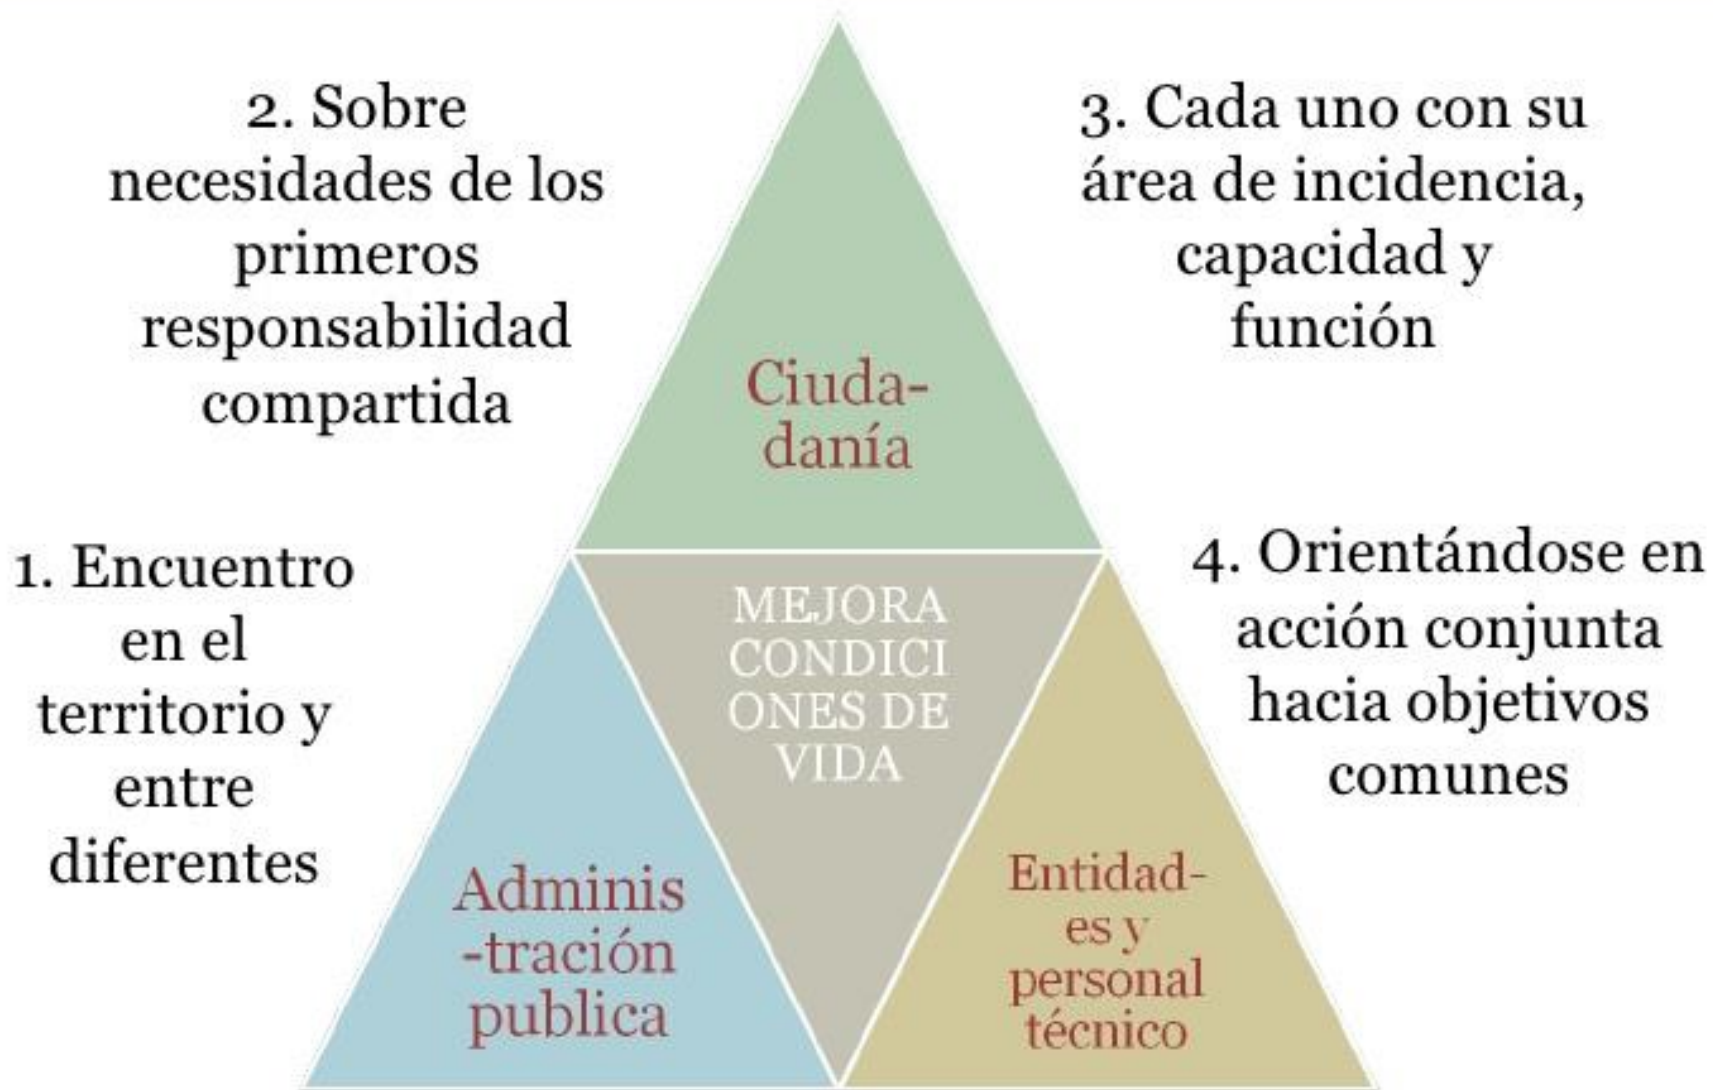 2. Sobre
necesidades de los
primeros
responsabilidad
compartida
3. Cada uno con su
área de incidencia,
capacidad y
función
Ciuda-
danía
1. Encuentro
en el
territorio y
entre
diferentes
MEJORA
CONDICI
ONES DE
VIDA
4. Orientándose en
acción conjunta
hacia objetivos
comunes
Adminis
-tración
publica
Entidad-
es y
personal
técnico